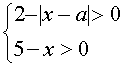 2–|x – a|> 0
5 – x > 0